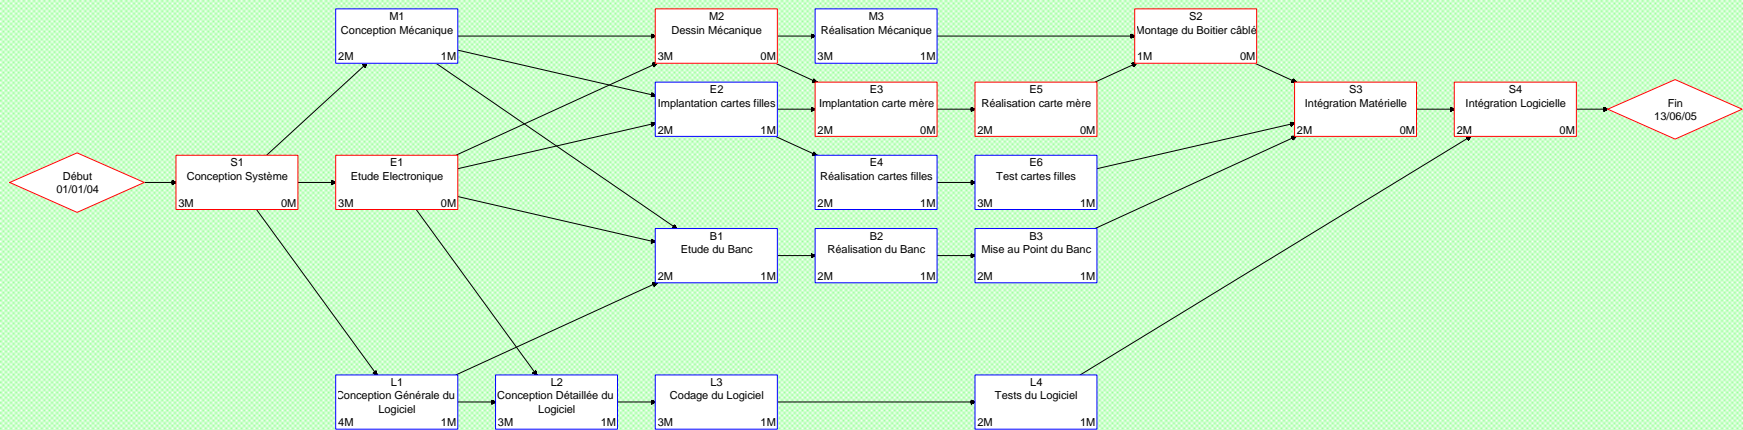 M1
Conception Mécanique
2M 1M
M2
Dessin Mécanique
3M 0M
M3
Réalisation Mécanique
3M 1M
S2
Montage du Boitier câblé
1M 0M
E2
Implantation cartes filles
2M 1M
E3
Implantation carte mère
2M 0M
E5
Réalisation carte mère
2M 0M
S3
Intégration Matérielle
2M 0M
S4
Intégration Logicielle
2M 0M
Fin
13/06/05
Début
01/01/04
S1
Conception Système
3M 0M
E1
Etude Electronique
3M 0M
E4
Réalisation cartes filles
2M 1M
E6
Test cartes filles
3M 1M
B1
Etude du Banc
2M 1M
B2
Réalisation du Banc
2M 1M
B3
Mise au Point du Banc
2M 1M
L1
Conception Générale du
Logiciel
4M 1M
L2
Conception Détaillée du
Logiciel
3M 1M
L3
Codage du Logiciel
3M 1M
L4
Tests du Logiciel
2M 1M